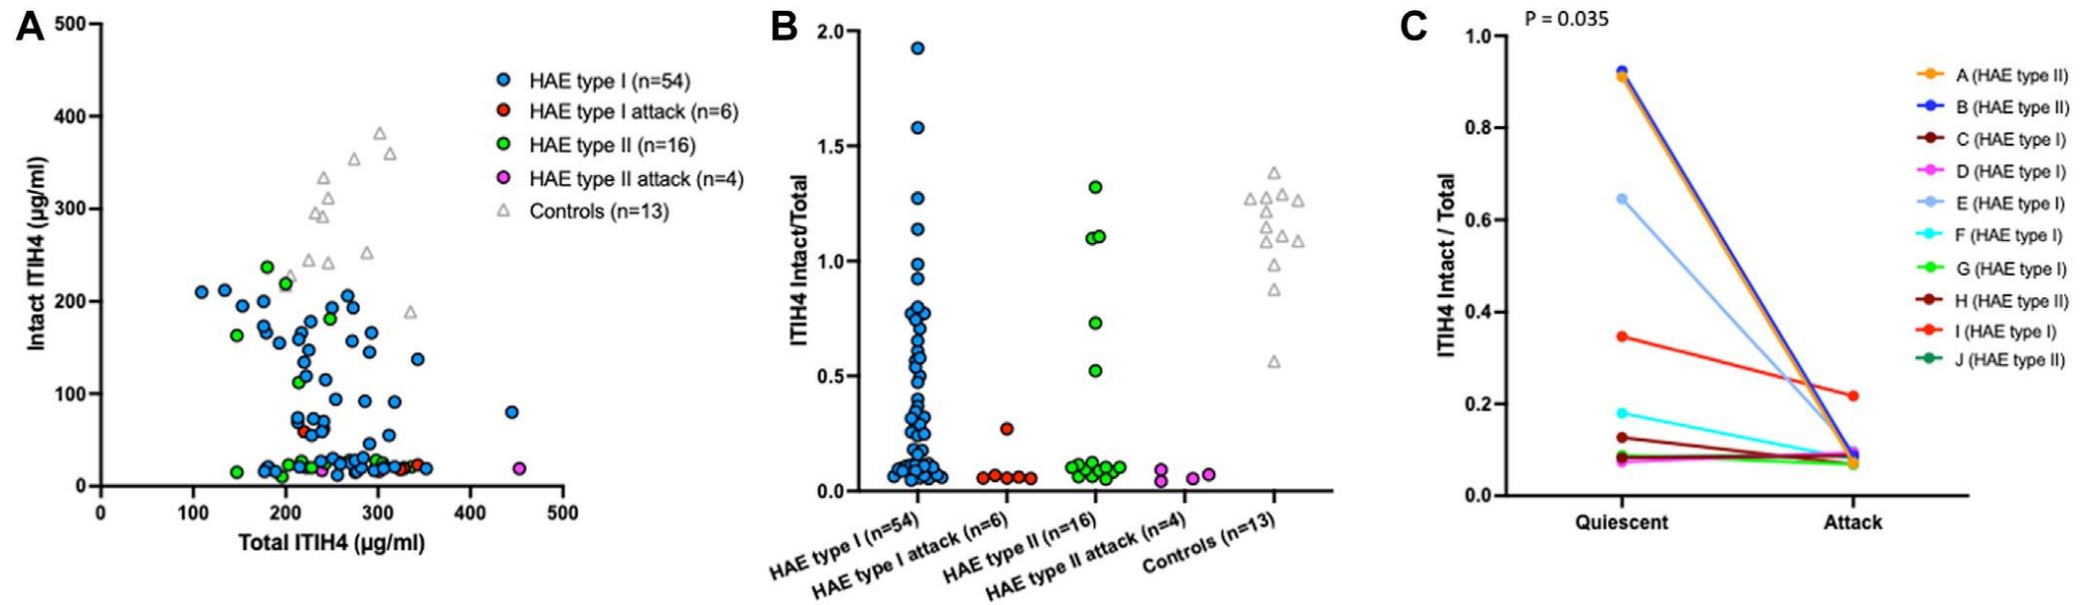 A
500
400
300
200
100
0
Intact ITIH4 (µg/ml)
0 100 200 300 400 500
Total ITIH4 (µg/ml)
HAE type I (n=54)
HAE type I attack (n=6)
HAE type II (n=16)
HAE type II attack (n=4)
Controls (n=13)
B
2.0
1.5
1.0
0.5
0.0
ITIH4 Intact/Total
HAE type I (n=54)
HAE type I attack (n=6)
HAE type II (n=16)
HAE type II attack (n=4)
Controls (n=13)
C
P = 0.035
1.0
0.8
0.6
0.4
0.2
0.0
ITIH4 Intact / Total
Quiescent Attack
A (HAE type II)
B (HAE type II)
C (HAE type I)
D (HAE type I)
E (HAE type I)
F (HAE type I)
G (HAE type I)
H (HAE type II)
I (HAE type I)
J (HAE type II)